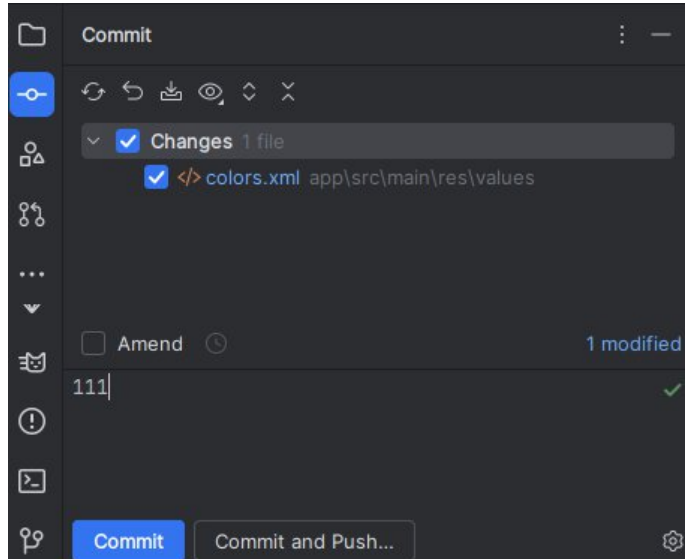 Commit
Changes 1 file
</> colors.xml app\src\main\res\values
Amend 1 modified
111
Commit Commit and Push...